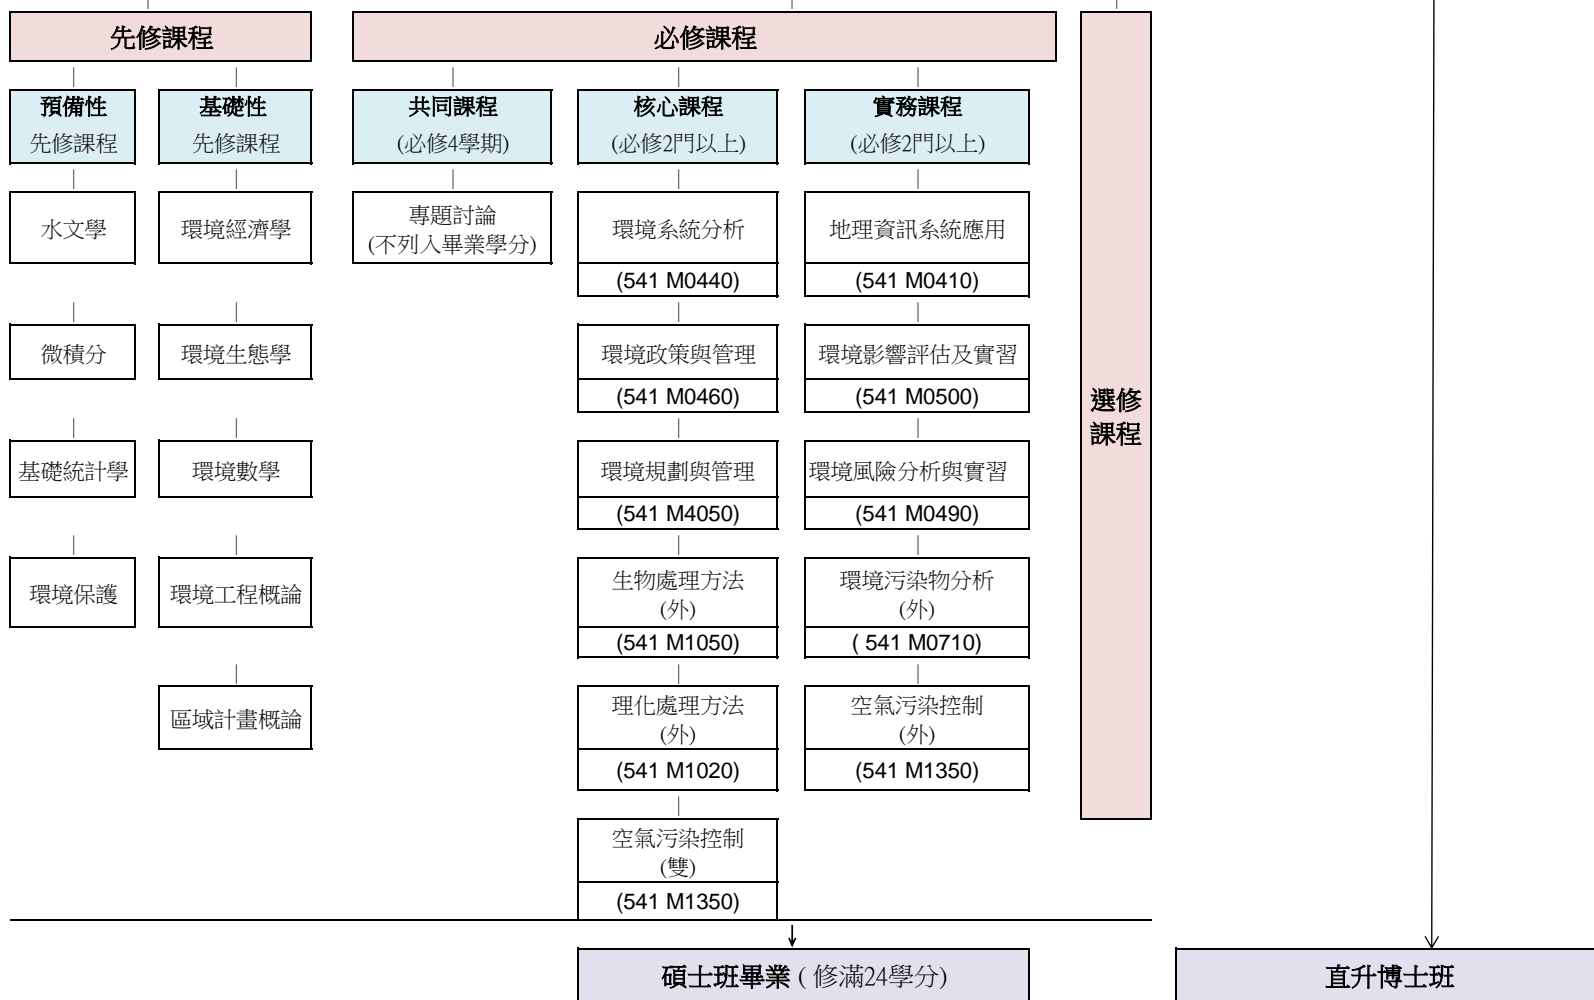 先修課程
必修課程
預備性
先修課程
基礎性
先修課程
共同課程
(必修4學期)
核心課程
(必修2門以上)
實務課程
(必修2門以上)
水文學
環境經濟學
專題討論
(不列入畢業學分)
環境系統分析
(541 M0440)
地理資訊系統應用
(541 M0410)
微積分
環境生態學
環境政策與管理
(541 M0460)
環境影響評估及實習
(541 M0500)
選修
課程
基礎統計學
環境數學
環境規劃與管理
(541 M4050)
環境風險分析與實習
(541 M0490)
環境保護
環境工程概論
生物處理方法
(外)
(541 M1050)
環境污染物分析
(外)
( 541 M0710)
區域計畫概論
理化處理方法
(外)
(541 M1020)
空氣污染控制
(外)
(541 M1350)
空氣污染控制
(雙)
(541 M1350)
碩士班畢業 ( 修滿24學分)
直升博士班